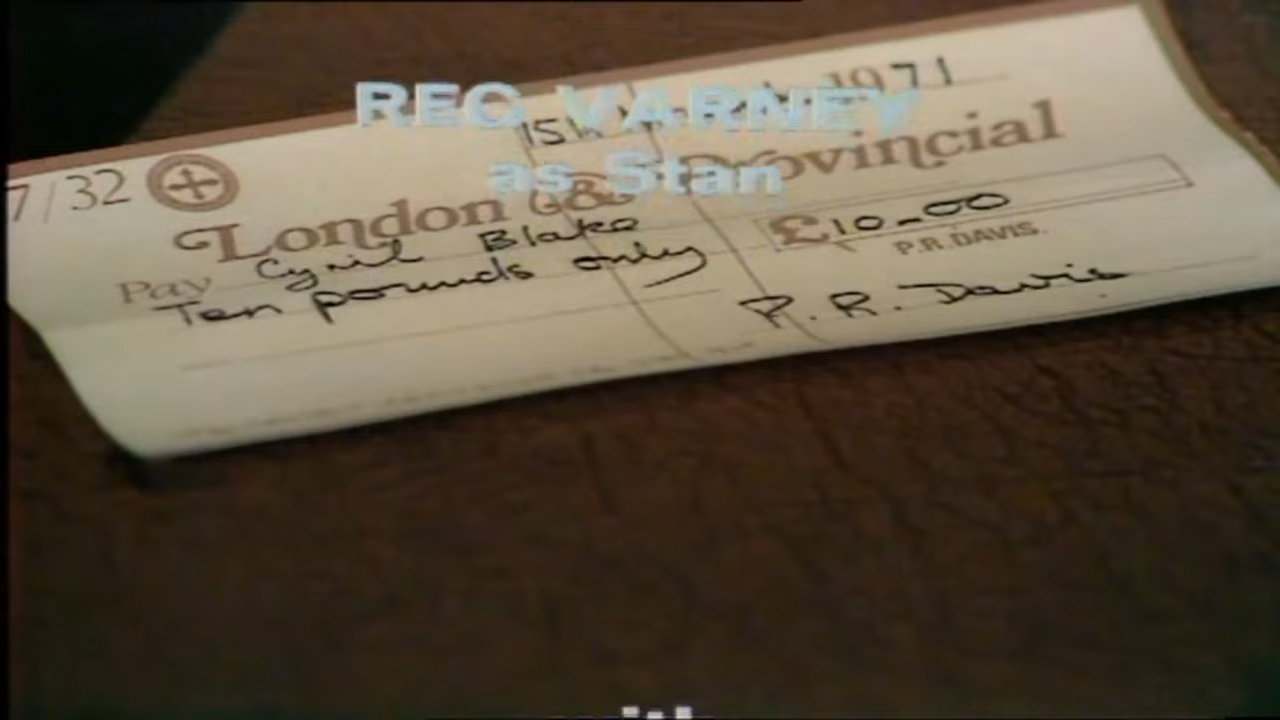 REG VARNEY
as Stan
15th 1971
7/32
London & Provincial
Pay Cyril Blake
Ten pounds only
£10-00
P.R. DAVIS.
P. R. Davis